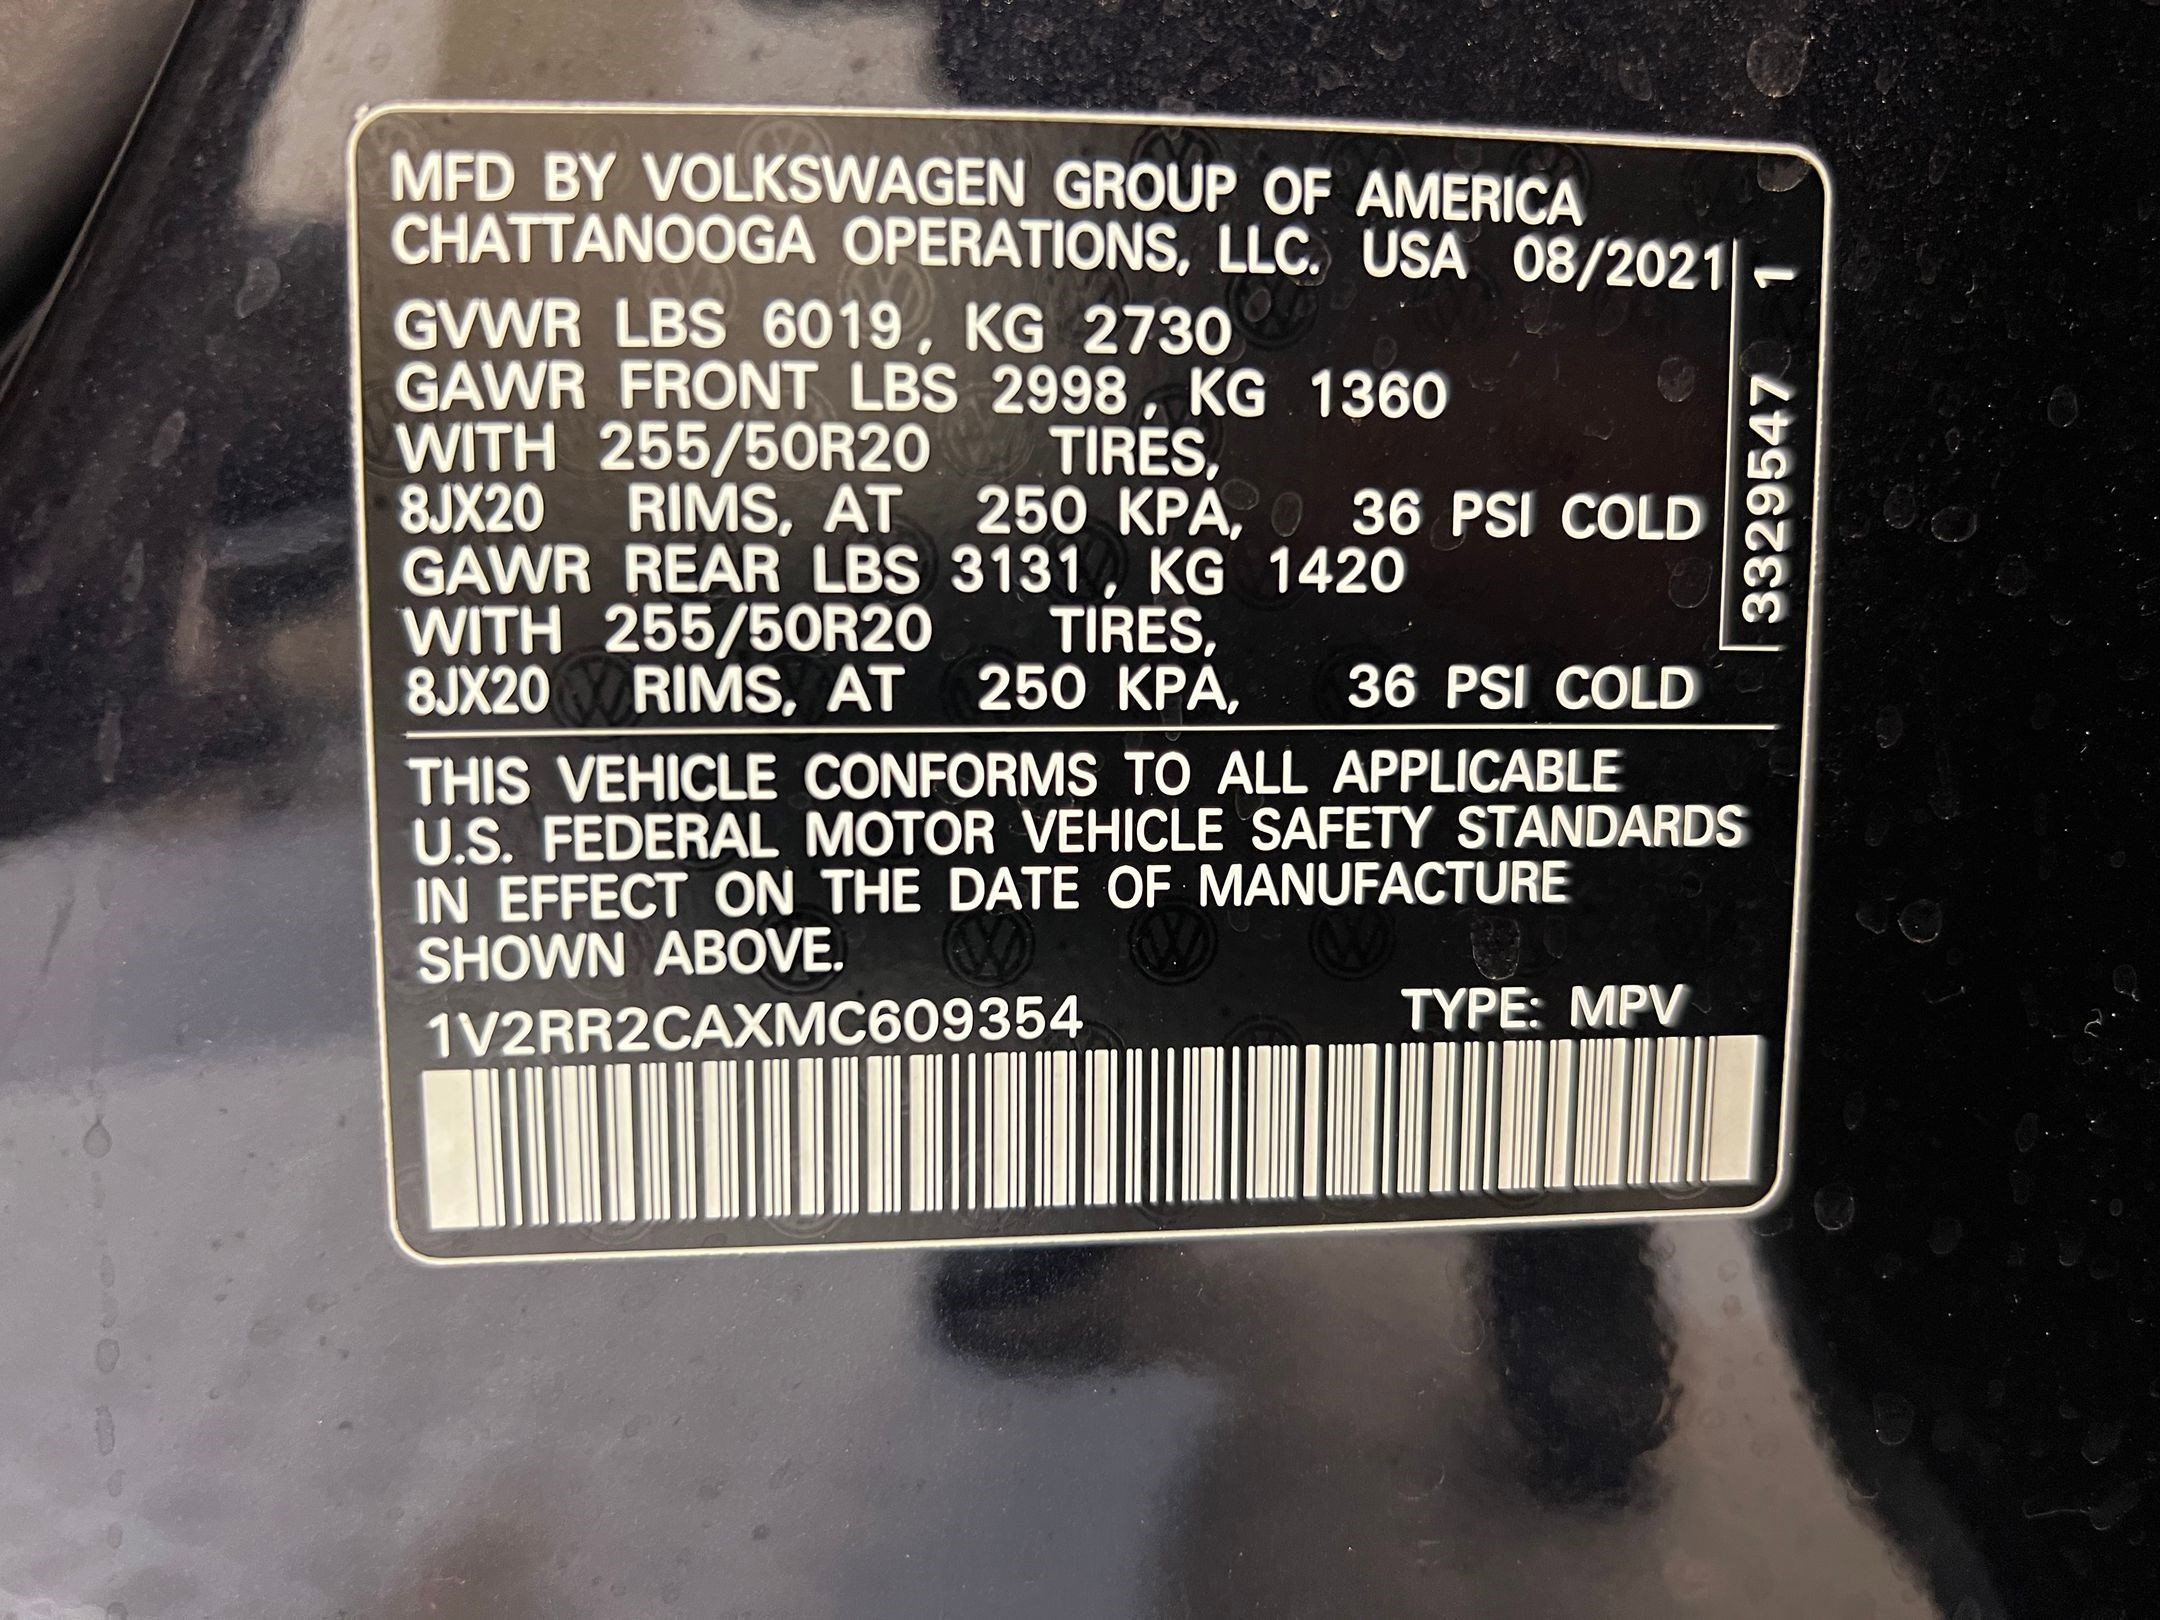 MFD BY VOLKSWAGEN GROUP OF AMERICA
CHATTANOOGA OPERATIONS, LLC. USA 08/2021
GVWR LBS 6019, KG 2730
GAWR FRONT LBS 2998, KG 1360
WITH 255/50R20 TIRES,
8JX20 RIMS, AT 250 KPA, 36 PSI COLD
GAWR REAR LBS 3131, KG 1420
WITH 255/50R20 TIRES,
8JX20 RIMS, AT 250 KPA, 36 PSI COLD
3329547 1
THIS VEHICLE CONFORMS TO ALL APPLICABLE
U.S. FEDERAL MOTOR VEHICLE SAFETY STANDARDS
IN EFFECT ON THE DATE OF MANUFACTURE
SHOWN ABOVE.
1V2RR2CAXMC609354 TYPE: MPV